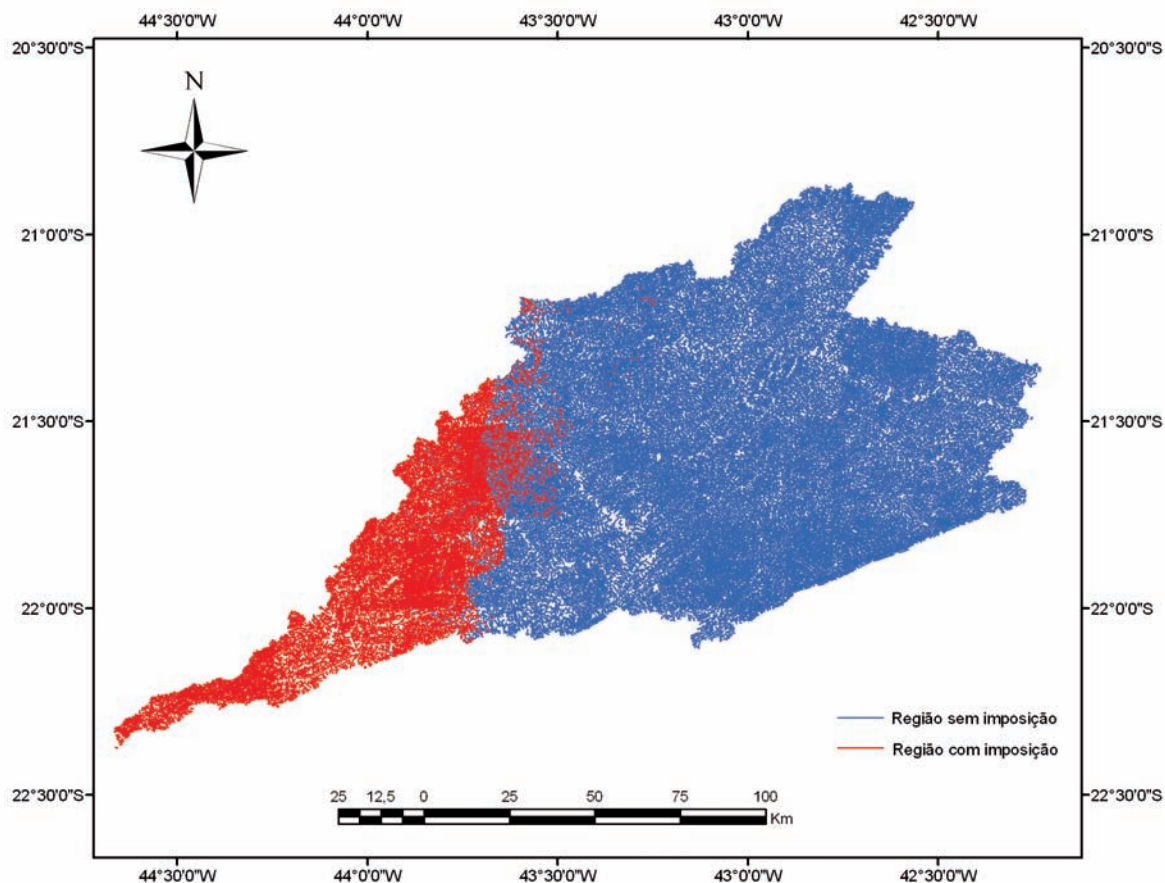 44°30'0"W 44°0'0"W 43°30'0"W 43°0'0"W 42°30'0"W
20°30'0"S 20°30'0"S
N
21°0'0"S 21°0'0"S
21°30'0"S 21°30'0"S
22°0'0"S 22°0'0"S
Região sem imposição
Região com imposição
22°30'0"S 22°30'0"S
25 12,5 0 25 50 75 100
Km
44°30'0"W 44°0'0"W 43°30'0"W 43°0'0"W 42°30'0"W